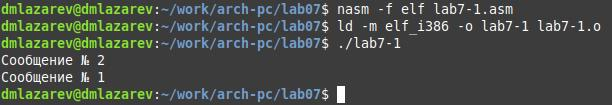 dmlazarev@dmlazarev:~/work/arch-pc/lab07$ nasm -f elf lab7-1.asm
dmlazarev@dmlazarev:~/work/arch-pc/lab07$ ld -m elf_i386 -o lab7-1 lab7-1.o
dmlazarev@dmlazarev:~/work/arch-pc/lab07$ ./lab7-1
Сообщение № 2
Сообщение № 1
dmlazarev@dmlazarev:~/work/arch-pc/lab07$